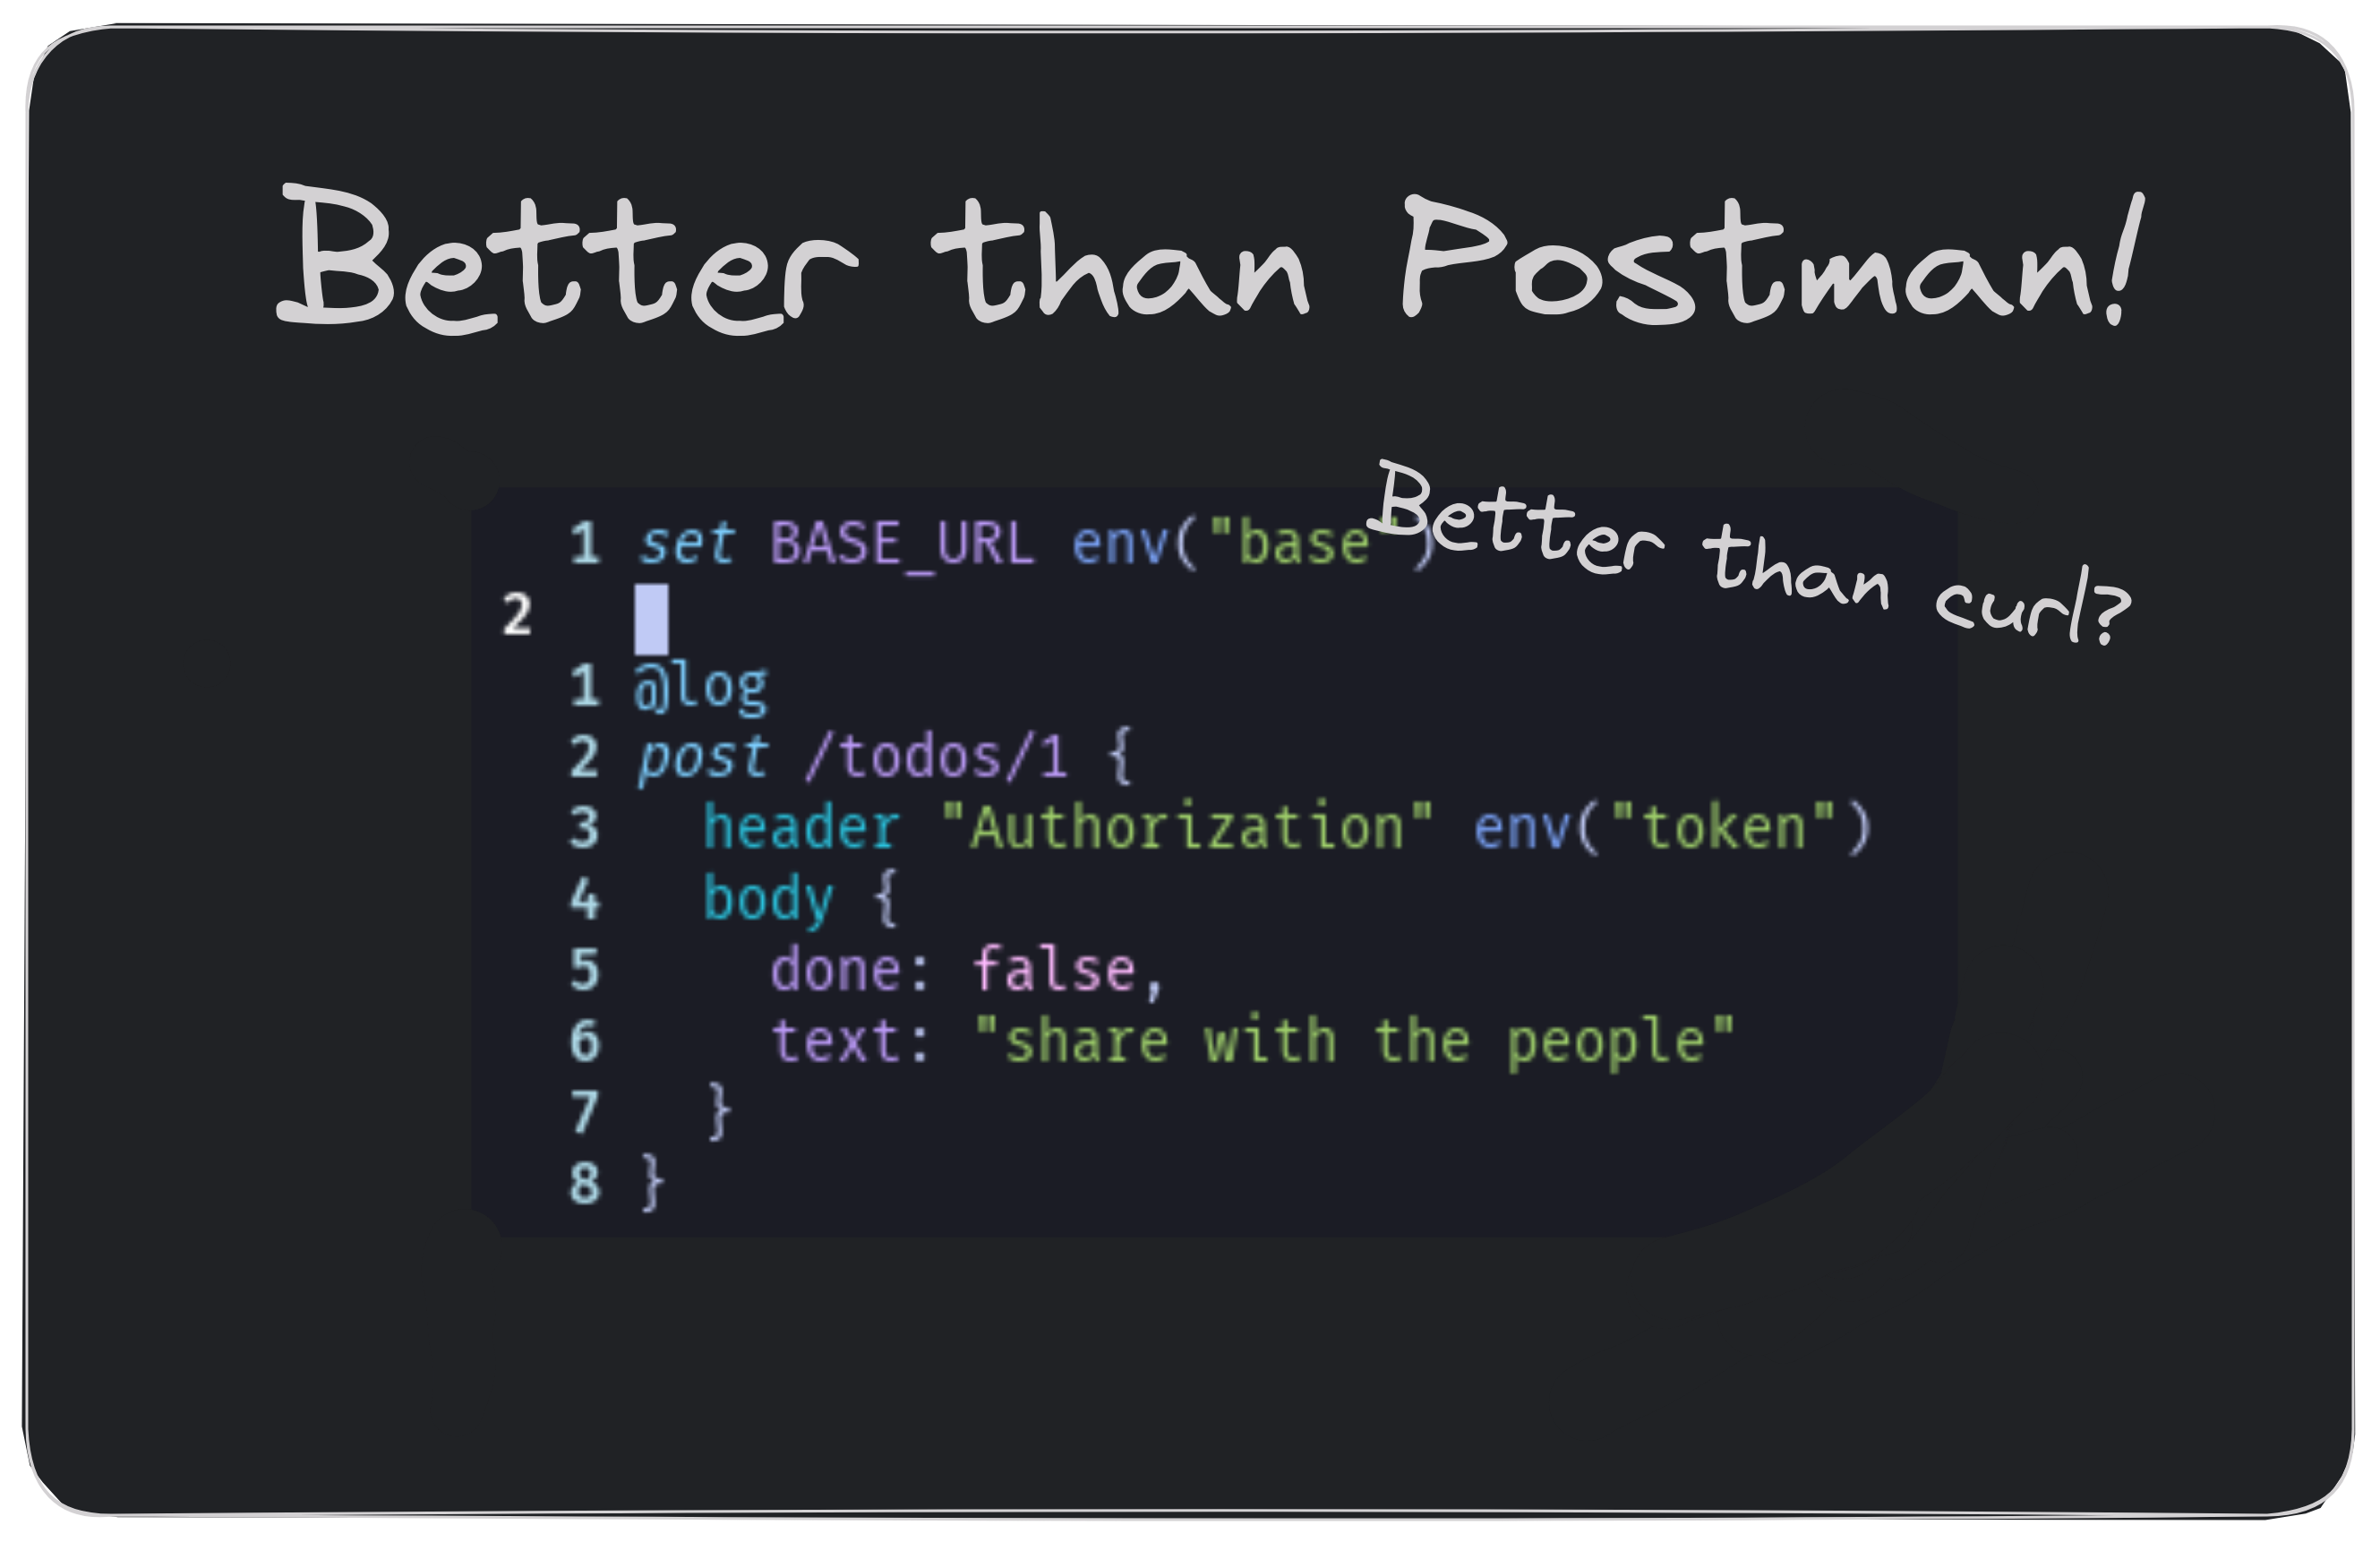 Better than Postman!
Better than curl?
1 set BASE_URL env("base")
2
1 @log
2 post /todos/1 {
3 header "Authorization" env("token")
4 body {
5 done: false,
6 text: "share with the people"
7 }
8 }